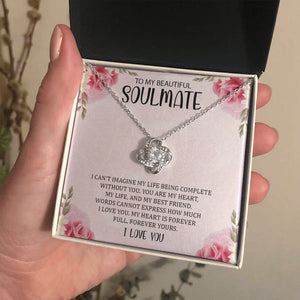 TO MY BEAUTIFUL
SOULMATE
I CAN'T IMAGINE MY LIFE BEING COMPLETE
WITHOUT YOU. YOU ARE MY HEART,
MY LIFE, AND MY BEST FRIEND.
WORDS CANNOT EXPRESS HOW MUCH
I LOVE YOU. MY HEART IS FOREVER
FULL, FOREVER YOURS.
I LOVE YOU